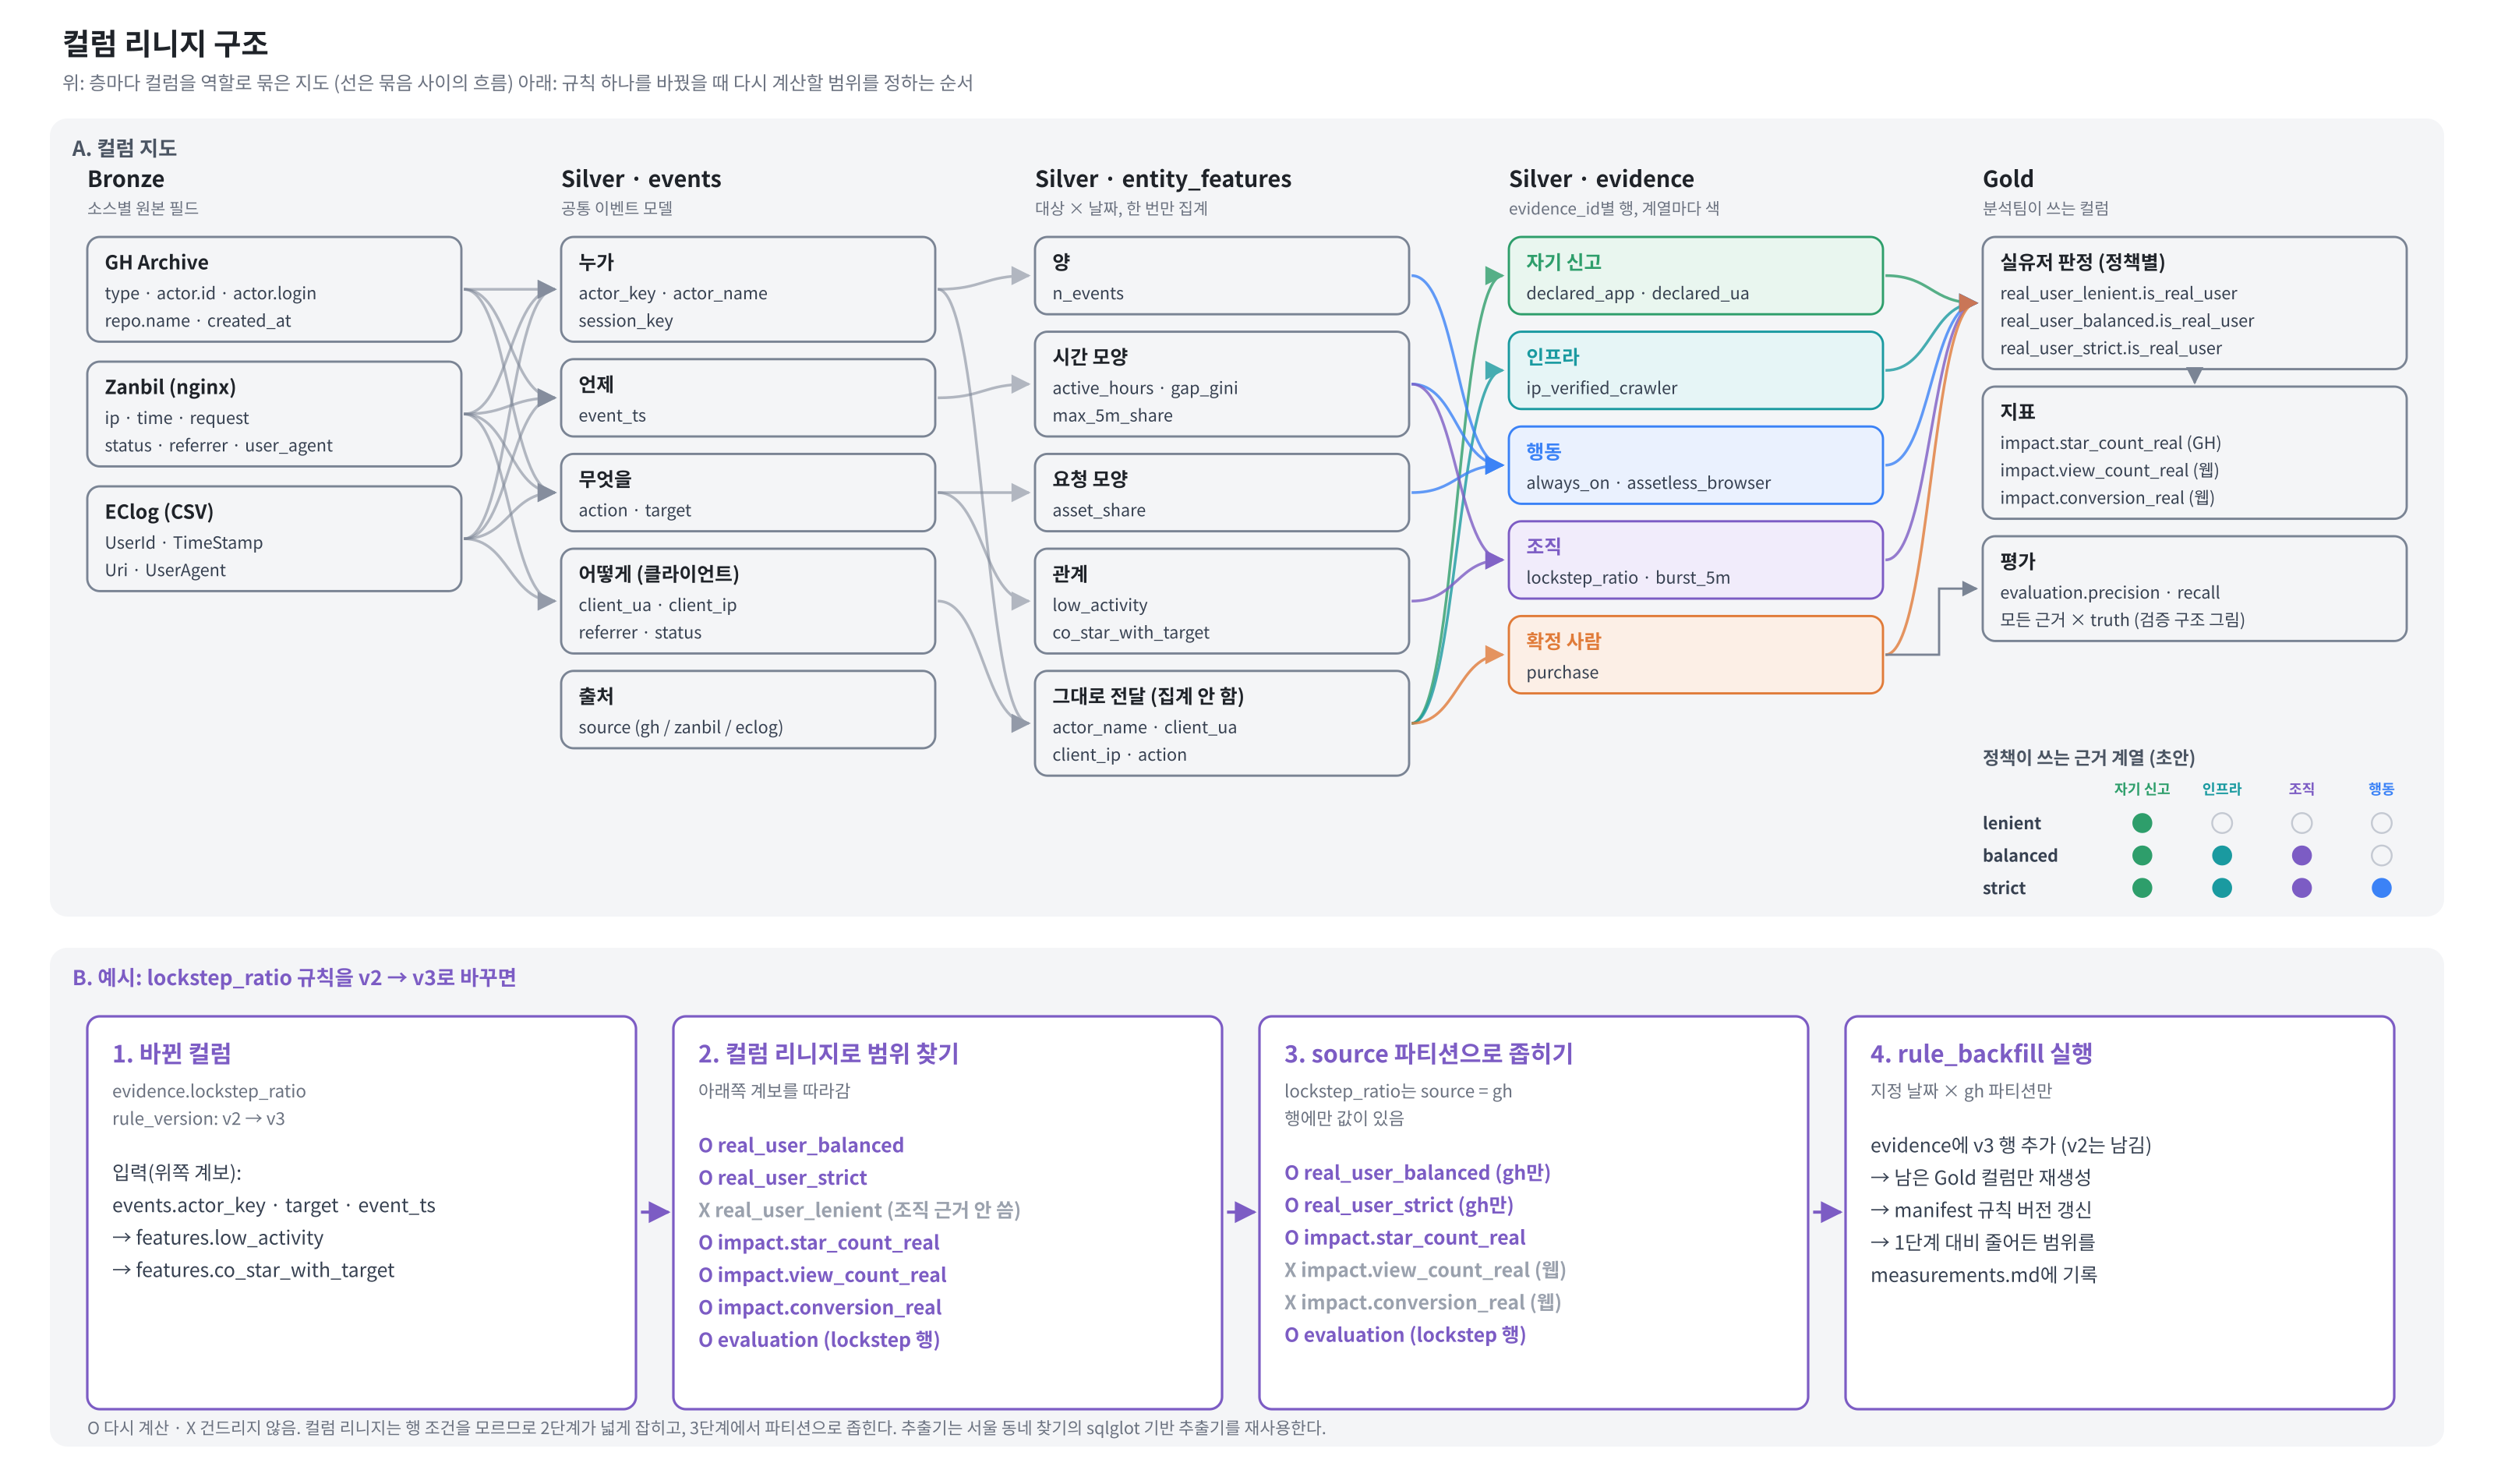 컬럼 리니지 구조
위: 층마다 컬럼을 역할로 묶은 지도 (선은 묶음 사이의 흐름) 아래: 규칙 하나를 바꿨을 때 다시 계산할 범위를 정하는 순서
A. 컬럼 지도
Bronze
소스별 원본 필드
GH Archive
type · actor.id · actor.login
repo.name · created_at
Zanbil (nginx)
ip · time · request
status · referrer · user_agent
EClog (CSV)
UserId · TimeStamp
Uri · UserAgent
Silver · events
공통 이벤트 모델
누가
actor_key · actor_name
session_key
언제
event_ts
무엇을
action · target
어떻게 (클라이언트)
client_ua · client_ip
referrer · status
출처
source (gh / zanbil / eclog)
Silver · entity_features
대상 × 날짜, 한 번만 집계
양
n_events
시간 모양
active_hours · gap_gini
max_5m_share
요청 모양
asset_share
관계
low_activity
co_star_with_target
그대로 전달 (집계 안 함)
actor_name · client_ua
client_ip · action
Silver · evidence
evidence_id별 행, 계열마다 색
자기 신고
declared_app · declared_ua
인프라
ip_verified_crawler
행동
always_on · assetless_browser
조직
lockstep_ratio · burst_5m
확정 사람
purchase
Gold
분석팀이 쓰는 컬럼
실유저 판정 (정책별)
real_user_lenient.is_real_user
real_user_balanced.is_real_user
real_user_strict.is_real_user
지표
impact.star_count_real (GH)
impact.view_count_real (웹)
impact.conversion_real (웹)
평가
evaluation.precision · recall
모든 근거 × truth (검증 구조 그림)
정책이 쓰는 근거 계열 (초안)
자기 신고 인프라 조직 행동
lenient
balanced
strict
B. 예시: lockstep_ratio 규칙을 v2 → v3로 바꾸면
1. 바뀐 컬럼
evidence.lockstep_ratio
rule_version: v2 → v3
입력(위쪽 계보):
events.actor_key · target · event_ts
→ features.low_activity
→ features.co_star_with_target
2. 컬럼 리니지로 범위 찾기
아래쪽 계보를 따라감
O real_user_balanced
O real_user_strict
X real_user_lenient (조직 근거 안 씀)
O impact.star_count_real
O impact.view_count_real
O impact.conversion_real
O evaluation (lockstep 행)
3. source 파티션으로 좁히기
lockstep_ratio는 source = gh
행에만 값이 있음
O real_user_balanced (gh만)
O real_user_strict (gh만)
O impact.star_count_real
X impact.view_count_real (웹)
X impact.conversion_real (웹)
O evaluation (lockstep 행)
4. rule_backfill 실행
지정 날짜 × gh 파티션만
evidence에 v3 행 추가 (v2는 남김)
→ 남은 Gold 컬럼만 재생성
→ manifest 규칙 버전 갱신
→ 1단계 대비 줄어든 범위를
measurements.md에 기록
O 다시 계산 · X 건드리지 않음. 컬럼 리니지는 행 조건을 모르므로 2단계가 넓게 잡히고, 3단계에서 파티션으로 좁힌다. 추출기는 서울 동네 찾기의 sqlglot 기반 추출기를 재사용한다.